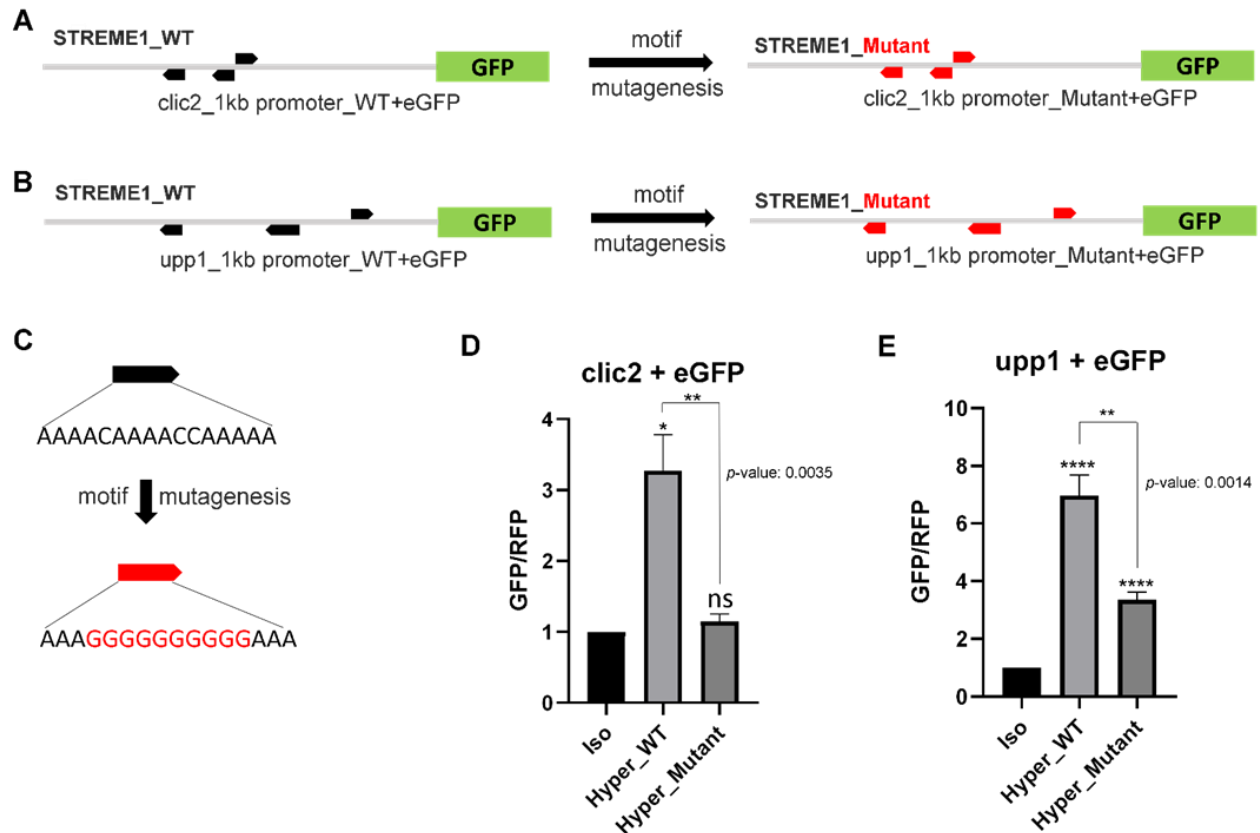 A
STREME1_WT
GFP
clic2_1kb promoter_WT+eGFP
motif
mutagenesis
STREME1_Mutant
GFP
clic2_1kb promoter_Mutant+eGFP
B
STREME1_WT
GFP
upp1_1kb promoter_WT+eGFP
motif
mutagenesis
STREME1_Mutant
GFP
upp1_1kb promoter_Mutant+eGFP
C
AAAACAAAACCAAAAA
motif mutagenesis
AAAGGGGGGGGGGAAA
D
clic2 + eGFP
**
*
p-value: 0.0035
ns
GFP/RFP
4
3
2
1
0
Iso
Hyper_WT
Hyper_Mutant
E
upp1 + eGFP
**
****
p-value: 0.0014
****
GFP/RFP
10
8
6
4
2
0
Iso
Hyper_WT
Hyper_Mutant